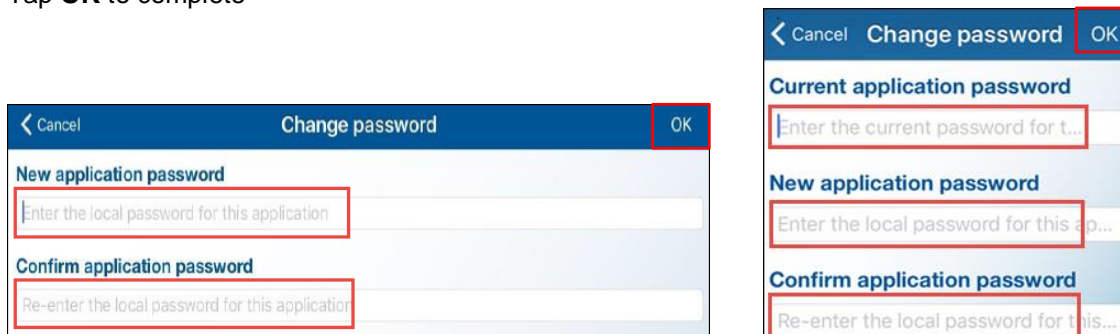 Tap OK to complete
Cancel Change password OK
New application password
Enter the local password for this application
Confirm application password
Re-enter the local password for this application
Cancel Change password OK
Current application password
Enter the current password for t...
New application password
Enter the local password for this ap...
Confirm application password
Re-enter the local password for this...